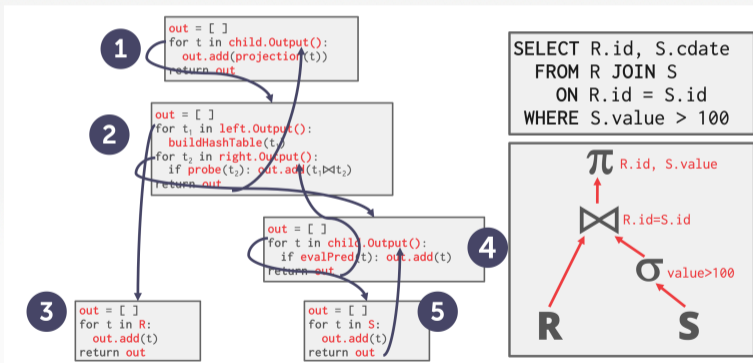 1
out = [ ]
for t in child.Output():
out.add(projection(t))
return out
2
out = [ ]
for t₁ in left.Output():
buildHashTable(t₁)
for t₂ in right.Output():
if probe(t₂): out.add(t₁⋈t₂)
return out
4
out = [ ]
for t in child.Output():
if evalPred(t): out.add(t)
return out
3
out = [ ]
for t in R:
out.add(t)
return out
5
out = [ ]
for t in S:
out.add(t)
return out
SELECT R.id, S.cdate
FROM R JOIN S
ON R.id = S.id
WHERE S.value > 100
π R.id, S.value
⋈ R.id=S.id
σ value>100
R S